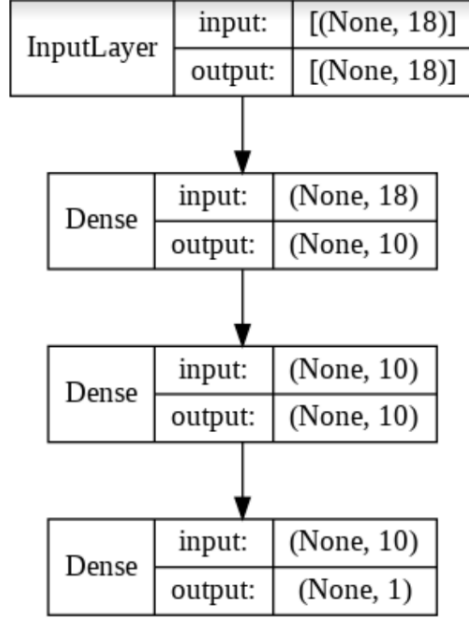 InputLayer input: [(None, 18)]
output: [(None, 18)]
Dense input: (None, 18)
output: (None, 10)
Dense input: (None, 10)
output: (None, 10)
Dense input: (None, 10)
output: (None, 1)